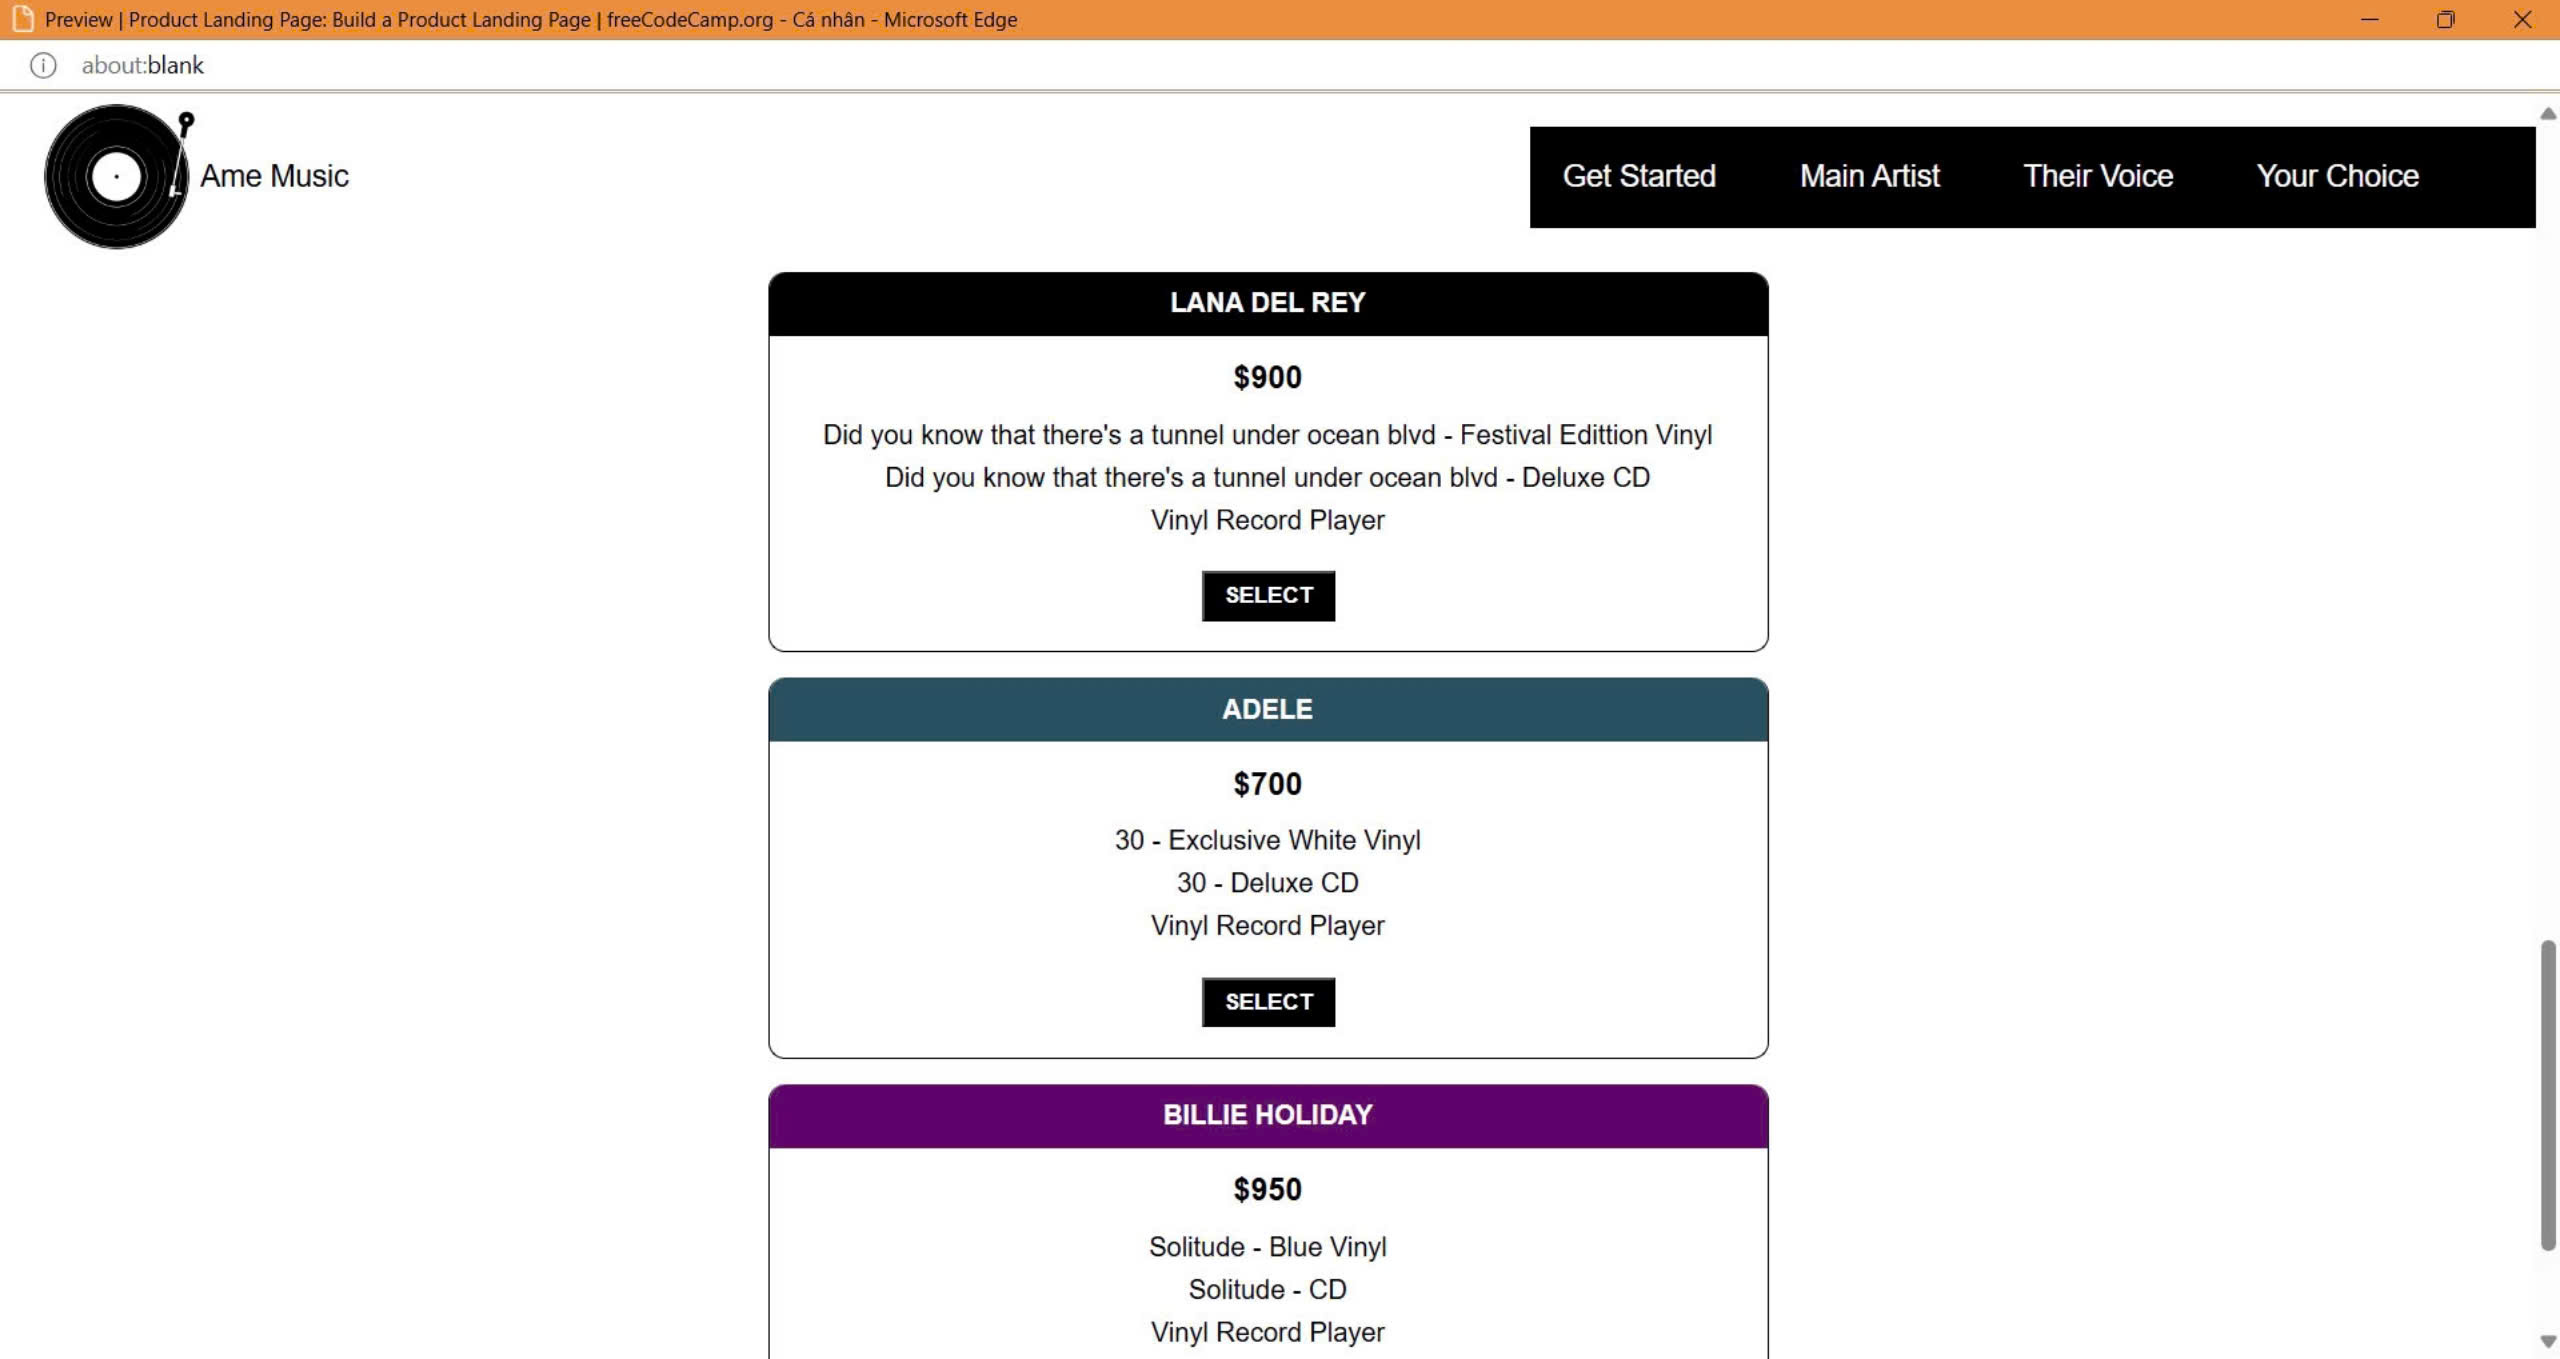 Preview | Product Landing Page: Build a Product Landing Page | freeCodeCamp.org - Cá nhân - Microsoft Edge
about:blank
Ame Music
Get Started Main Artist Their Voice Your Choice
LANA DEL REY
$900
Did you know that there's a tunnel under ocean blvd - Festival Edittion Vinyl
Did you know that there's a tunnel under ocean blvd - Deluxe CD
Vinyl Record Player
SELECT
ADELE
$700
30 - Exclusive White Vinyl
30 - Deluxe CD
Vinyl Record Player
SELECT
BILLIE HOLIDAY
$950
Solitude - Blue Vinyl
Solitude - CD
Vinyl Record Player